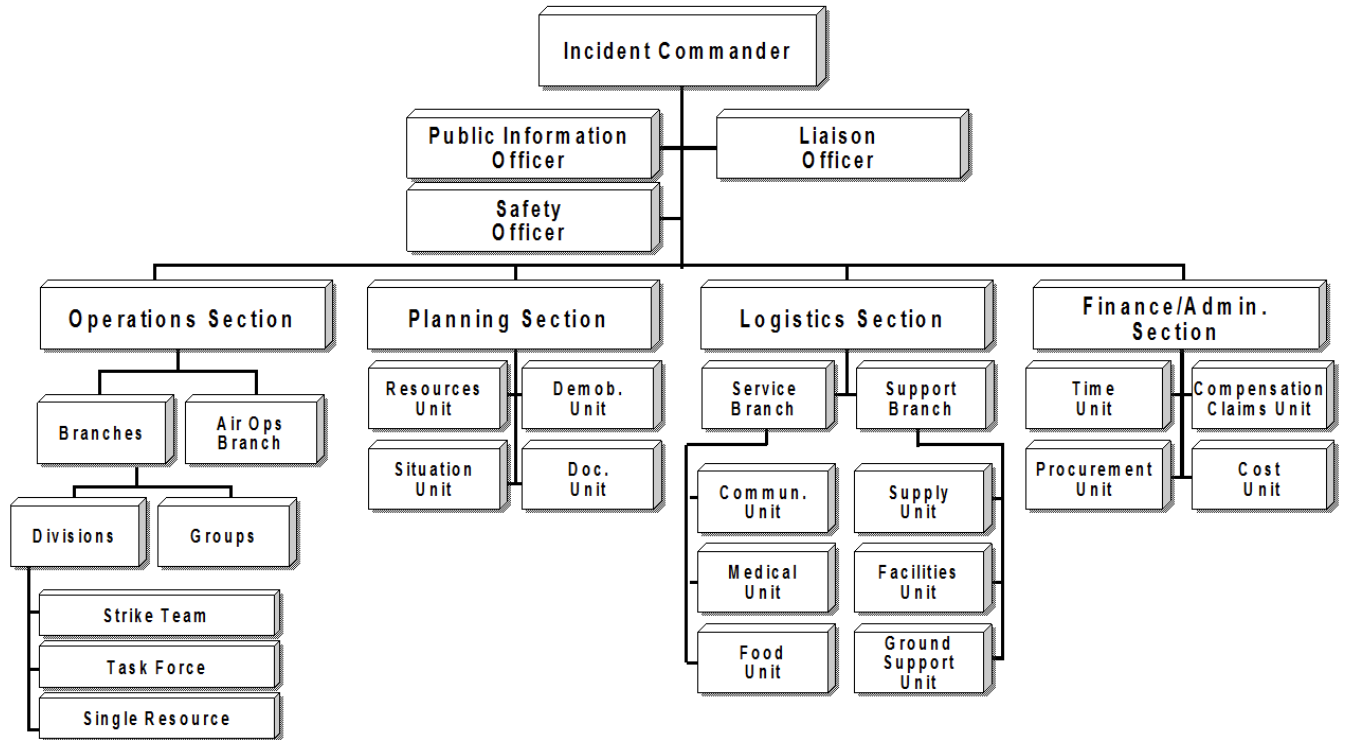 Incident Commander
Public Information
Officer
Liaison
Officer
Safety
Officer
Operations Section
Planning Section
Logistics Section
Finance/Admin.
Section
Branches
Air Ops
Branch
Divisions
Groups
Strike Team
Task Force
Single Resource
Resources
Unit
Demob.
Unit
Situation
Unit
Doc.
Unit
Service
Branch
Support
Branch
Commun.
Unit
Supply
Unit
Medical
Unit
Facilities
Unit
Food
Unit
Ground
Support
Unit
Time
Unit
Compensation
Claims Unit
Procurement
Unit
Cost
Unit